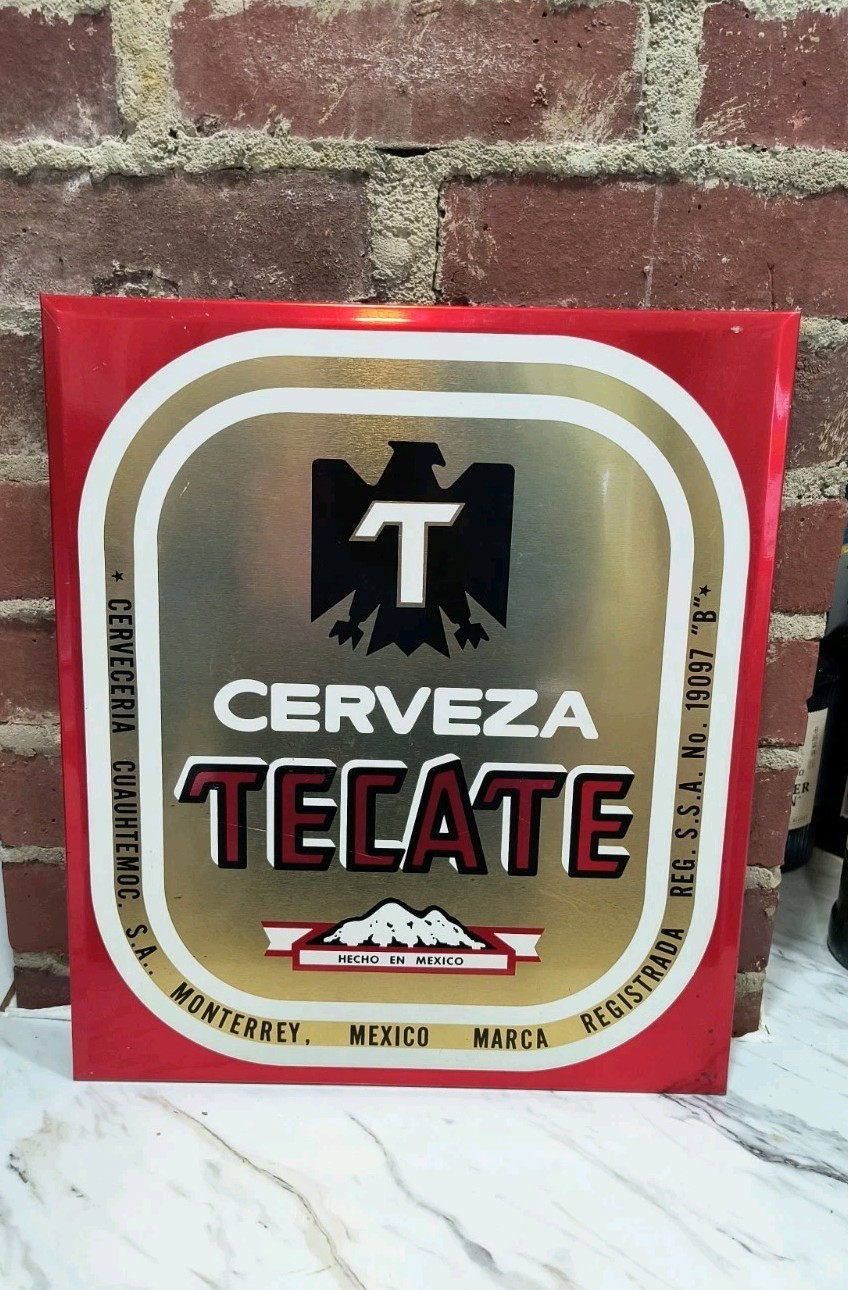 T
CERVEZA
TECATE
HECHO EN MEXICO
★ CERVECERIA CUAUHTEMOC, S.A., MONTERREY, MEXICO MARCA REGISTRADA REG. S.S.A. No. 19097 "B"★